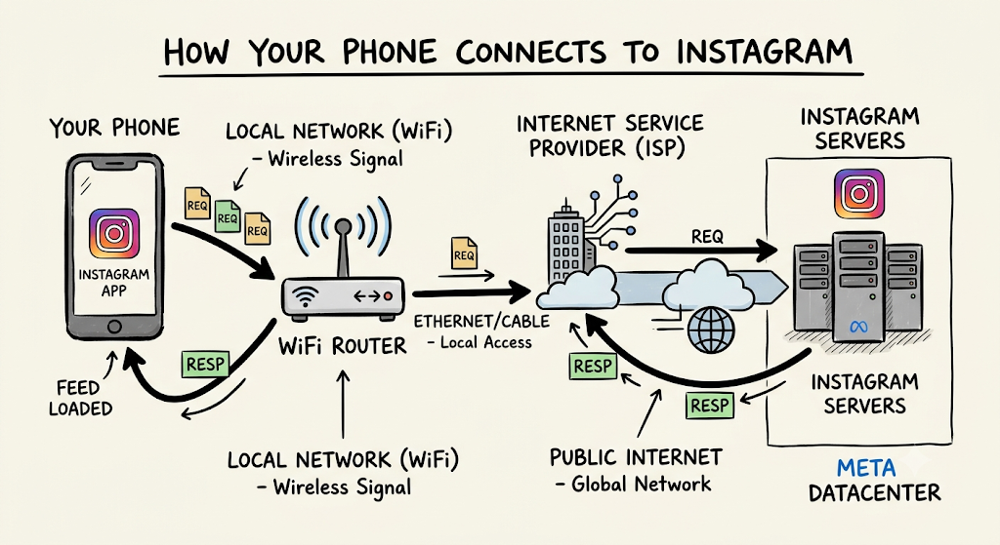 HOW YOUR PHONE CONNECTS TO INSTAGRAM
YOUR PHONE
INSTAGRAM
APP
FEED
LOADED
LOCAL NETWORK (WiFi)
– Wireless Signal
REQ
REQ
REQ
WiFi ROUTER
RESP
LOCAL NETWORK (WiFi)
– Wireless Signal
REQ
ETHERNET/CABLE
– Local Access
INTERNET SERVICE
PROVIDER (ISP)
REQ
RESP
RESP
PUBLIC INTERNET
– Global Network
INSTAGRAM
SERVERS
INSTAGRAM
SERVERS
META
DATACENTER